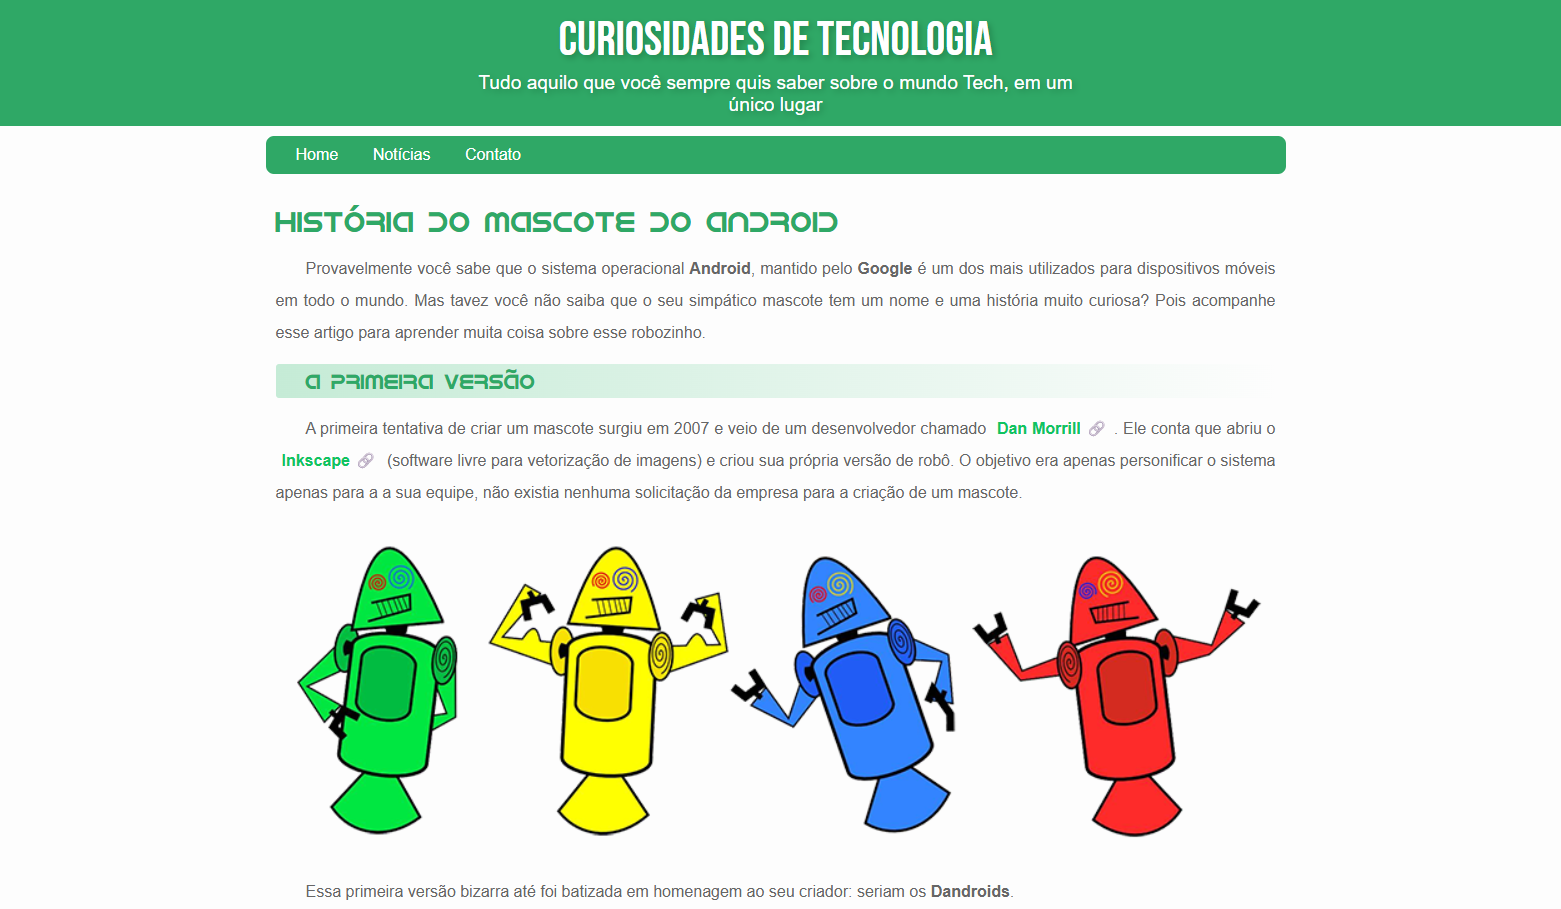 CURIOSIDADES DE TECNOLOGIA
Tudo aquilo que você sempre quis saber sobre o mundo Tech, em um
único lugar
Home Notícias Contato
HISTÓRIA DO MASCOTE DO ANDROID
Provavelmente você sabe que o sistema operacional Android, mantido pelo Google é um dos mais utilizados para dispositivos móveis
em todo o mundo. Mas tavez você não saiba que o seu simpático mascote tem um nome e uma história muito curiosa? Pois acompanhe
esse artigo para aprender muita coisa sobre esse robozinho.
A PRIMEIRA VERSÃO
A primeira tentativa de criar um mascote surgiu em 2007 e veio de um desenvolvedor chamado Dan Morrill 🔗 . Ele conta que abriu o
Inkscape 🔗 (software livre para vetorização de imagens) e criou sua própria versão de robô. O objetivo era apenas personificar o sistema
apenas para a a sua equipe, não existia nenhuma solicitação da empresa para a criação de um mascote.
Essa primeira versão bizarra até foi batizada em homenagem ao seu criador: seriam os Dandroids.